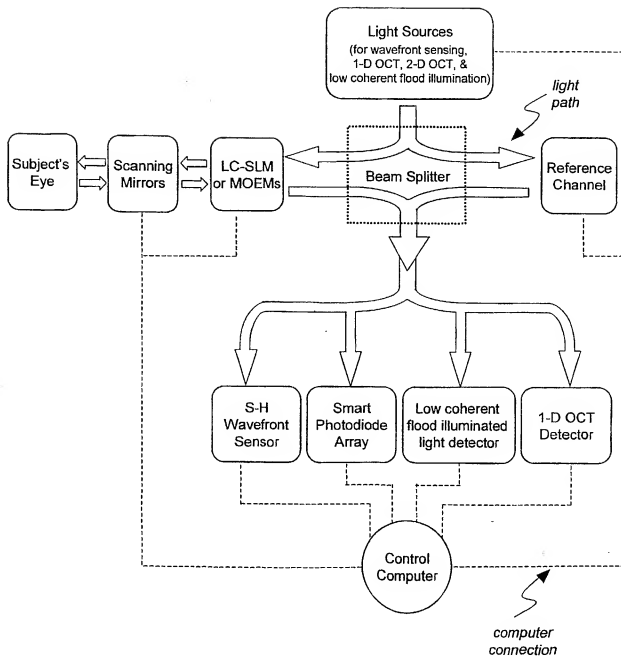 Light Sources
(for wavefront sensing,
1-D OCT, 2-D OCT, &
low coherent flood illumination)
light
path
Subject's
Eye
Scanning
Mirrors
LC-SLM
or MOEMs
Beam Splitter
Reference
Channel
S-H
Wavefront
Sensor
Smart
Photodiode
Array
Low coherent
flood illuminated
light detector
1-D OCT
Detector
Control
Computer
computer
connection